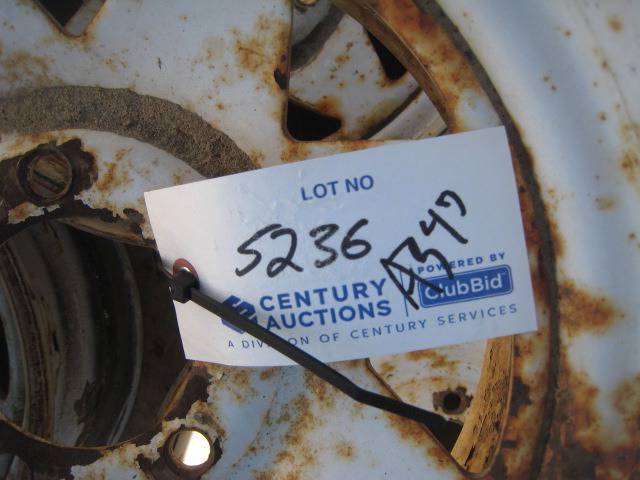 LOT NO
5236
CENTURY
AUCTIONS
POWERED BY
ClubBid
A DIVISION OF CENTURY SERVICES